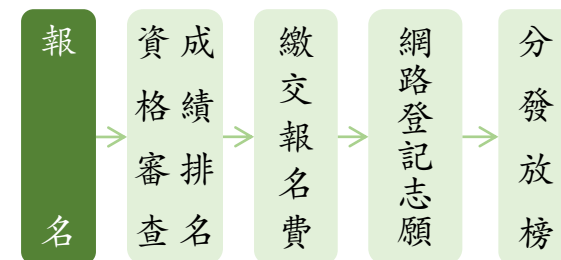 報名
資格審查
成績排名
繳交報名費
網路登記志願
分發放榜